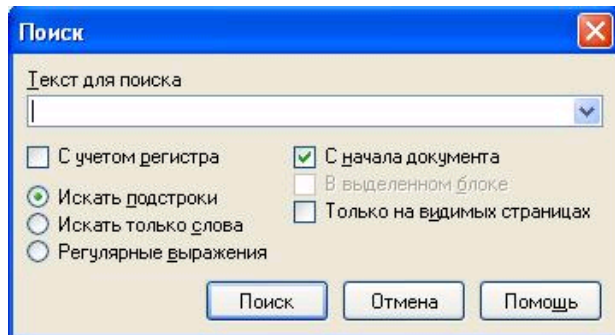 Поиск
Текст для поиска
С учетом регистра
С начала документа
В выделенном блоке
Искать подстроки
Только на видимых страницах
Искать только слова
Регулярные выражения
Поиск
Отмена
Помощь